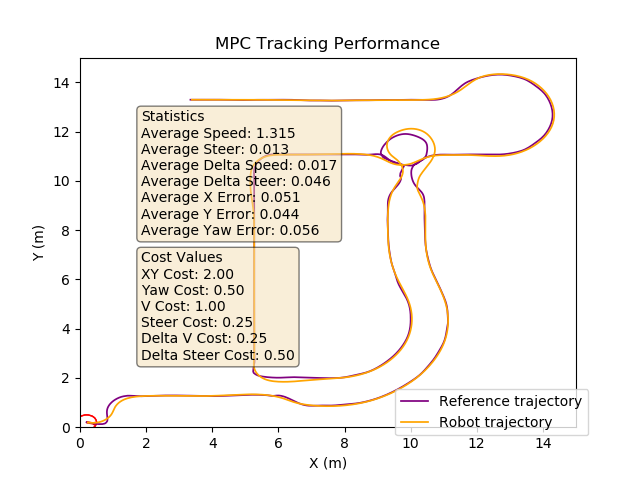 MPC Tracking Performance
14
12
10
8
6
4
2
0
Y (m)
Statistics
Average Speed: 1.315
Average Steer: 0.013
Average Delta Speed: 0.017
Average Delta Steer: 0.046
Average X Error: 0.051
Average Y Error: 0.044
Average Yaw Error: 0.056
Cost Values
XY Cost: 2.00
Yaw Cost: 0.50
V Cost: 1.00
Steer Cost: 0.25
Delta V Cost: 0.25
Delta Steer Cost: 0.50
Reference trajectory
Robot trajectory
0 2 4 6 8 10 12 14
X (m)